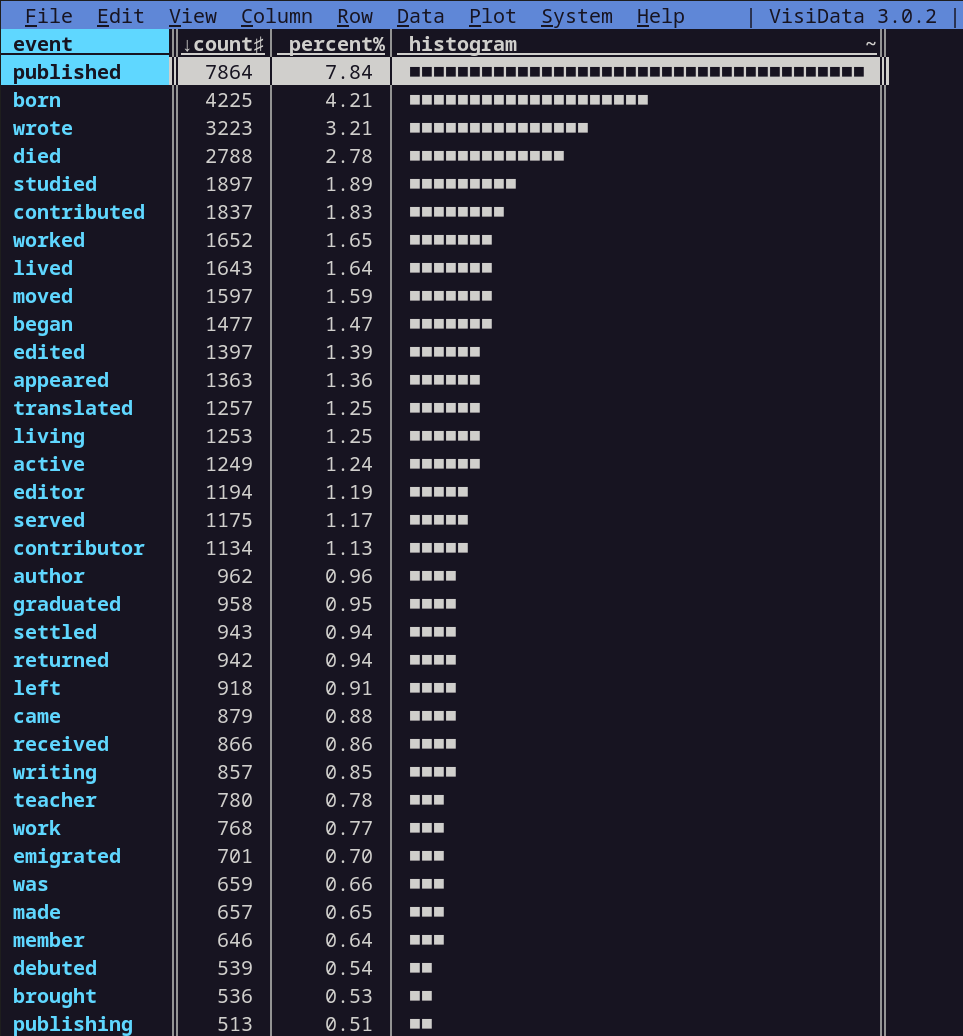 File Edit View Column Row Data Plot System Help | VisiData 3.0.2 |
event ↓count♯ percent% histogram ~
published 7864 7.84
born 4225 4.21
wrote 3223 3.21
died 2788 2.78
studied 1897 1.89
contributed 1837 1.83
worked 1652 1.65
lived 1643 1.64
moved 1597 1.59
began 1477 1.47
edited 1397 1.39
appeared 1363 1.36
translated 1257 1.25
living 1253 1.25
active 1249 1.24
editor 1194 1.19
served 1175 1.17
contributor 1134 1.13
author 962 0.96
graduated 958 0.95
settled 943 0.94
returned 942 0.94
left 918 0.91
came 879 0.88
received 866 0.86
writing 857 0.85
teacher 780 0.78
work 768 0.77
emigrated 701 0.70
was 659 0.66
made 657 0.65
member 646 0.64
debuted 539 0.54
brought 536 0.53
publishing 513 0.51